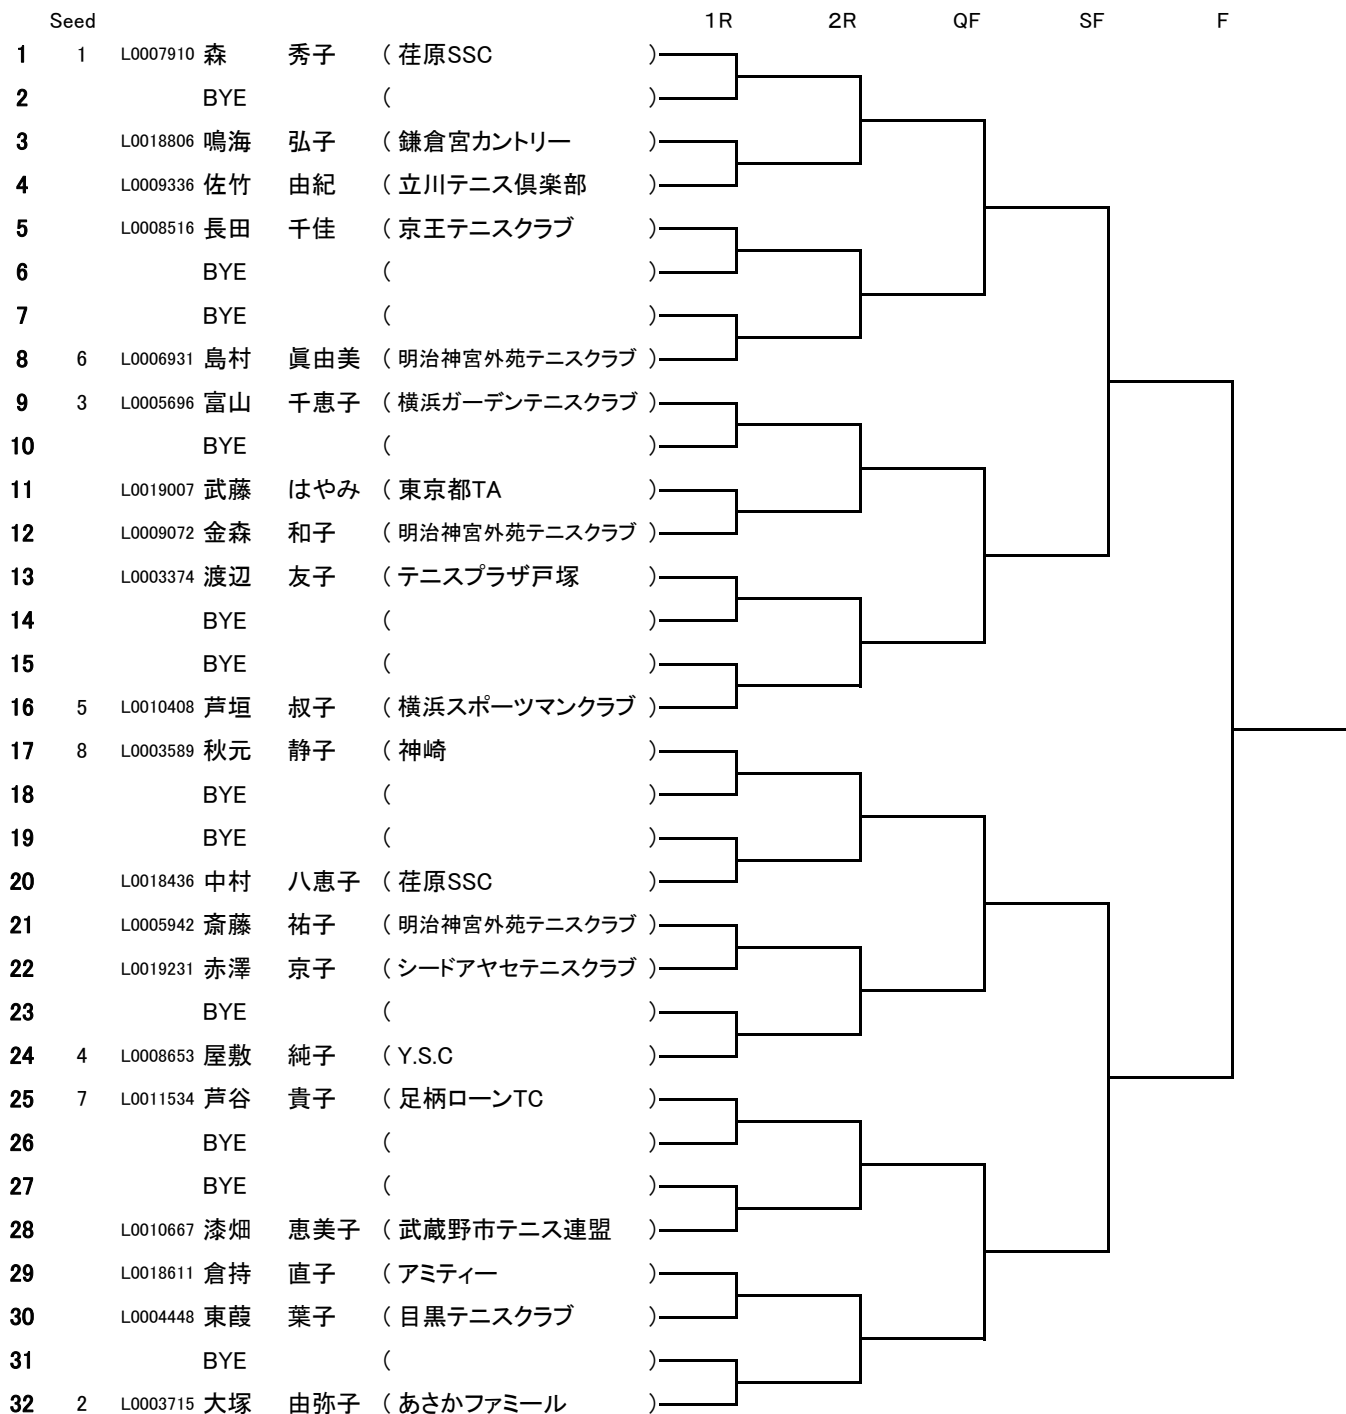 Seed 1R 2R QF SF F
1 1 L0007910 森 秀子 ( 荏原SSC )
2 BYE ( )
3 L0018806 鳴海 弘子 ( 鎌倉宮カントリー )
4 L0009336 佐竹 由紀 ( 立川テニス倶楽部 )
5 L0008516 長田 千佳 ( 京王テニスクラブ )
6 BYE ( )
7 BYE ( )
8 6 L0006931 島村 眞由美 ( 明治神宮外苑テニスクラブ )
9 3 L0005696 富山 千恵子 ( 横浜ガーデンテニスクラブ )
10 BYE ( )
11 L0019007 武藤 はやみ ( 東京都TA )
12 L0009072 金森 和子 ( 明治神宮外苑テニスクラブ )
13 L0003374 渡辺 友子 ( テニスプラザ戸塚 )
14 BYE ( )
15 BYE ( )
16 5 L0010408 芦垣 叔子 ( 横浜スポーツマンクラブ )
17 8 L0003589 秋元 静子 ( 神崎 )
18 BYE ( )
19 BYE ( )
20 L0018436 中村 八恵子 ( 荏原SSC )
21 L0005942 斎藤 祐子 ( 明治神宮外苑テニスクラブ )
22 L0019231 赤澤 京子 ( シードアヤセテニスクラブ )
23 BYE ( )
24 4 L0008653 屋敷 純子 ( Y.S.C )
25 7 L0011534 芦谷 貴子 ( 足柄ローンTC )
26 BYE ( )
27 BYE ( )
28 L0010667 漆畑 恵美子 ( 武蔵野市テニス連盟 )
29 L0018611 倉持 直子 ( アミティー )
30 L0004448 東葭 葉子 ( 目黒テニスクラブ )
31 BYE ( )
32 2 L0003715 大塚 由弥子 ( あさかファミール )